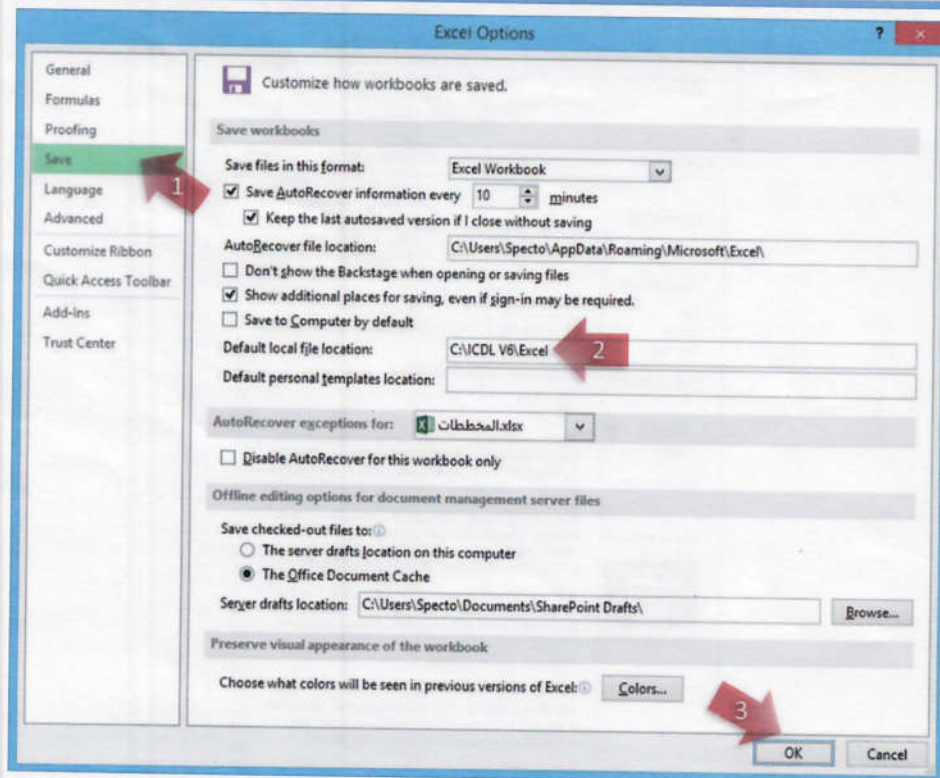 Excel Options
?
General
Formulas
Proofing
Save
Language
Advanced
Customize Ribbon
Quick Access Toolbar
Add-Ins
Trust Center
Customize how workbooks are saved.
Save workbooks
Save files in this format: Excel Workbook
Save AutoRecover information every 10 minutes
Keep the last autosaved version if I close without saving
AutoRecover file location: C:\Users\Specto\AppData\Roaming\Microsoft\Excel\
Don't show the Backstage when opening or saving files
Show additional places for saving, even if sign-in may be required.
Save to Computer by default
Default local file location: C:\ICDL V6\Excel
Default personal templates location:
AutoRecover exceptions for: المخططات.xlsx
Disable AutoRecover for this workbook only
Offline editing options for document management server files
Save checked-out files to:
The server drafts location on this computer
The Office Document Cache
Server drafts location: C:\Users\Specto\Documents\SharePoint Drafts\ Browse...
Preserve visual appearance of the workbook
Choose what colors will be seen in previous versions of Excel: Colors...
OK Cancel
1
2
3